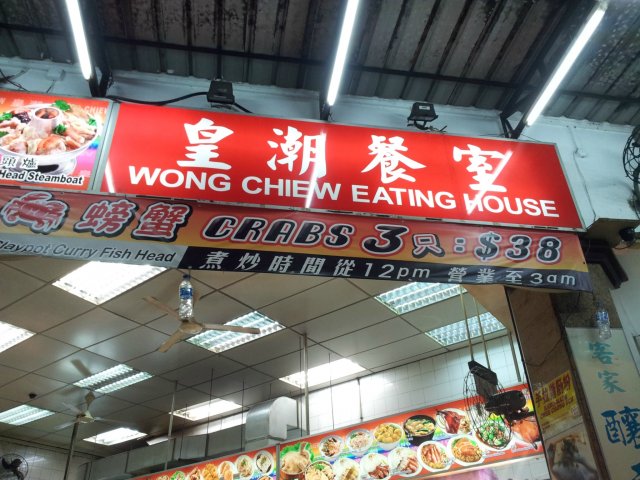 皇潮餐室
WONG CHIEW EATING HOUSE
Head Steamboat
螃蟹 CRABS 3只:$38
Claypot Curry Fish Head
煮炒時間從12pm 營業至3am
客家
釀